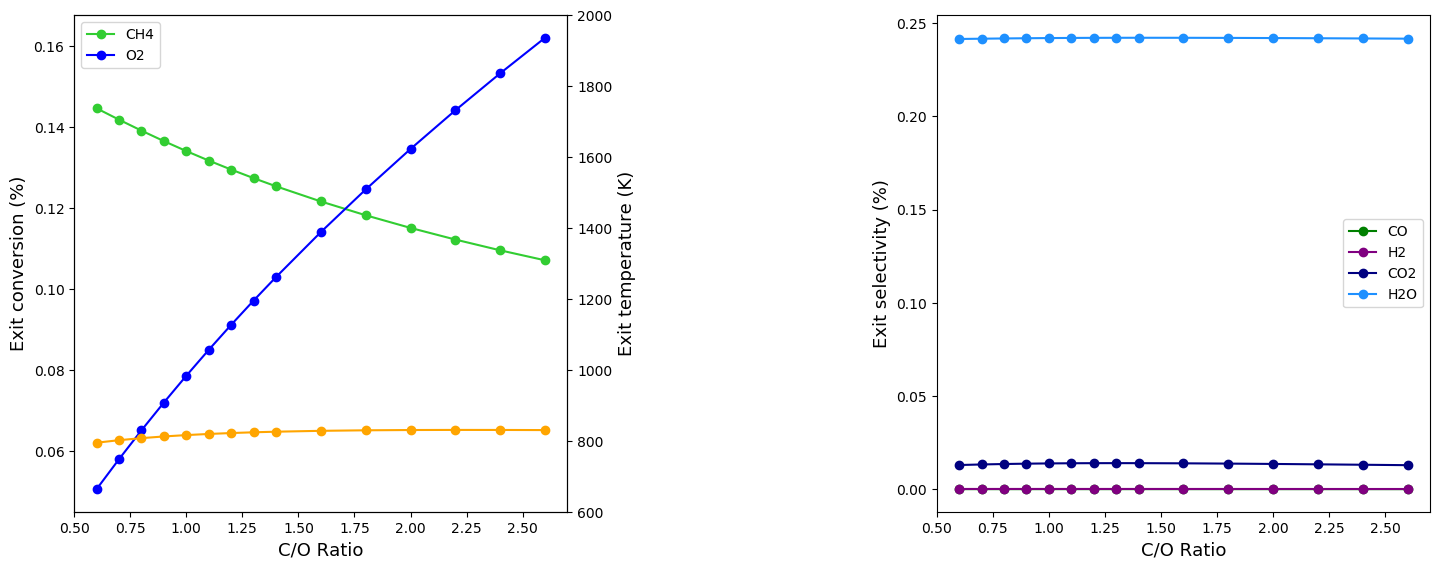 CH4
O2
0.16
0.14
0.12
0.10
0.08
0.06
Exit conversion (%)
2000
1800
1600
1400
1200
1000
800
600
Exit temperature (K)
0.50 0.75 1.00 1.25 1.50 1.75 2.00 2.25 2.50
C/O Ratio
0.25
0.20
0.15
0.10
0.05
0.00
Exit selectivity (%)
CO
H2
CO2
H2O
0.50 0.75 1.00 1.25 1.50 1.75 2.00 2.25 2.50
C/O Ratio